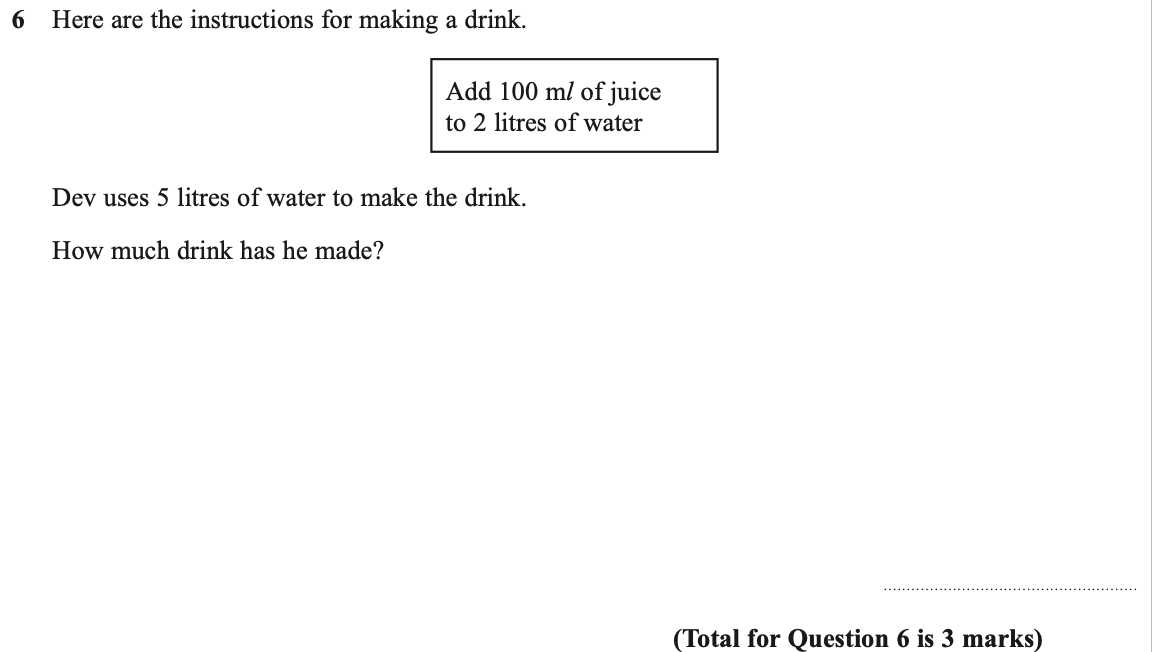 6 Here are the instructions for making a drink.
Add 100 ml of juice
to 2 litres of water
Dev uses 5 litres of water to make the drink.
How much drink has he made?
(Total for Question 6 is 3 marks)